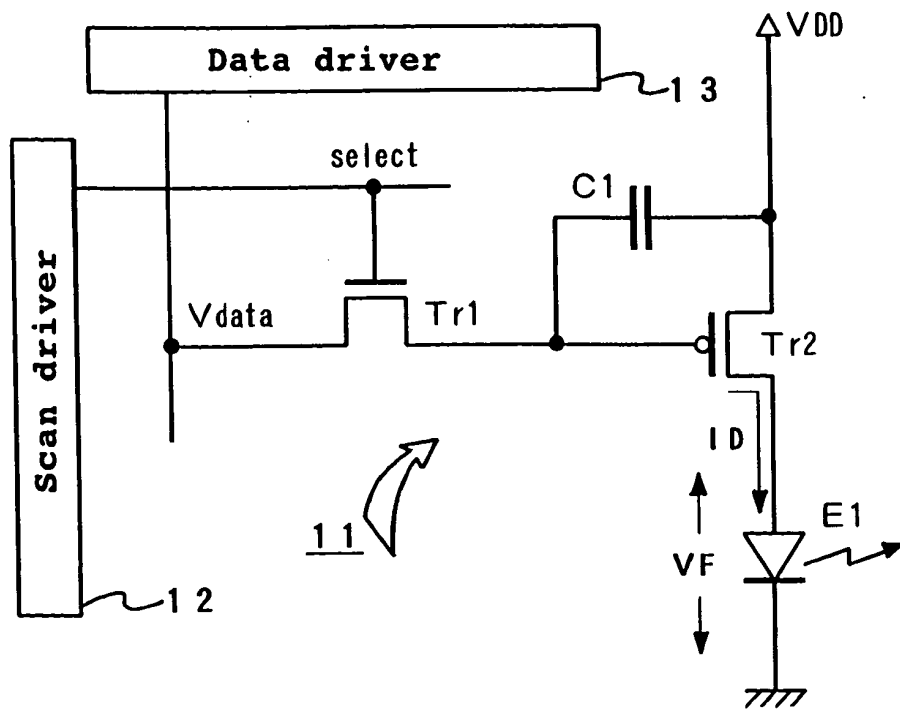 VDD
Data driver
13
select
C1
Vdata
Tr1
Tr2
Scan driver
ID
E1
11
VF
12